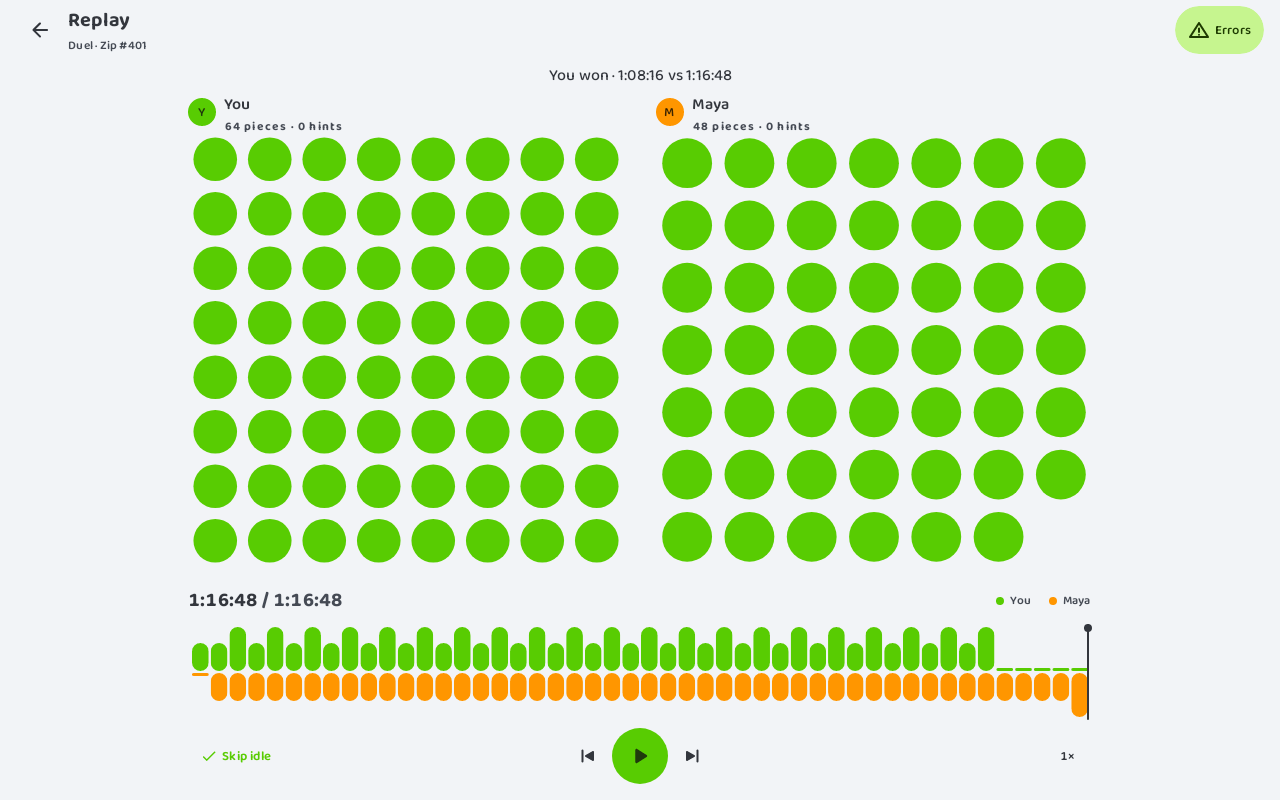 Replay
Duel · Zip #401
Errors
You won · 1:08:16 vs 1:16:48
Y
You
64 pieces · 0 hints
M
Maya
48 pieces · 0 hints
1:16:48 / 1:16:48
You
Maya
Skip idle
1×